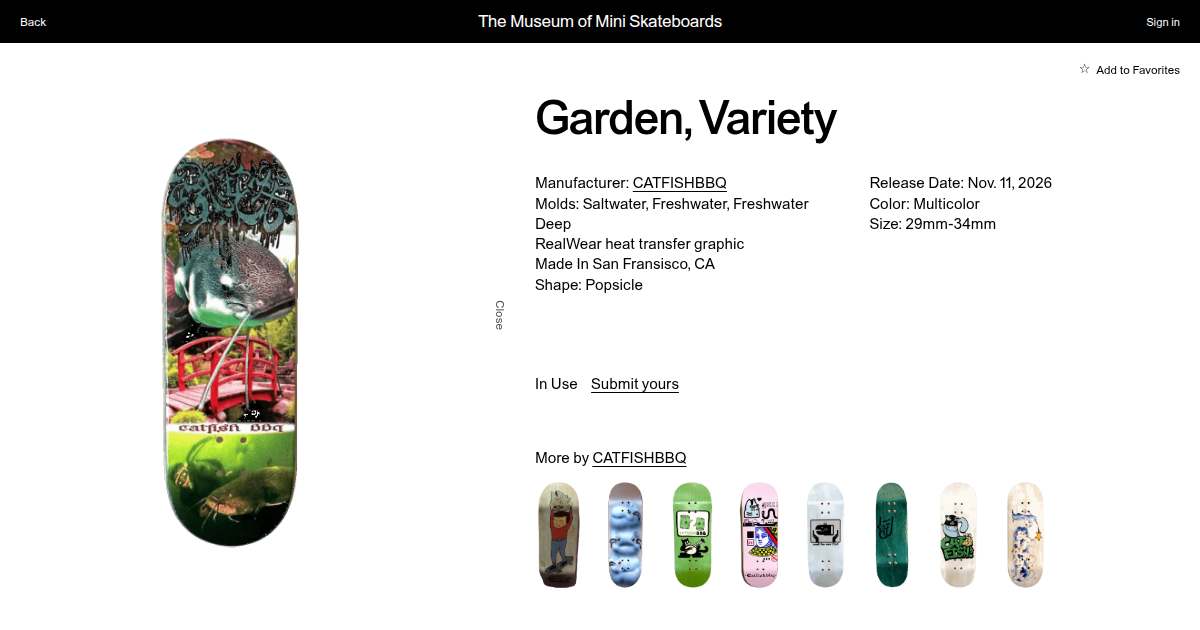 Back
The Museum of Mini Skateboards
Sign in
☆ Add to Favorites
Garden, Variety
Manufacturer: CATFISHBBQ
Molds: Saltwater, Freshwater, Freshwater
Deep
RealWear heat transfer graphic
Made In San Fransisco, CA
Shape: Popsicle
Release Date: Nov. 11, 2026
Color: Multicolor
Size: 29mm-34mm
Close
catfish BBQ
In Use Submit yours
More by CATFISHBBQ